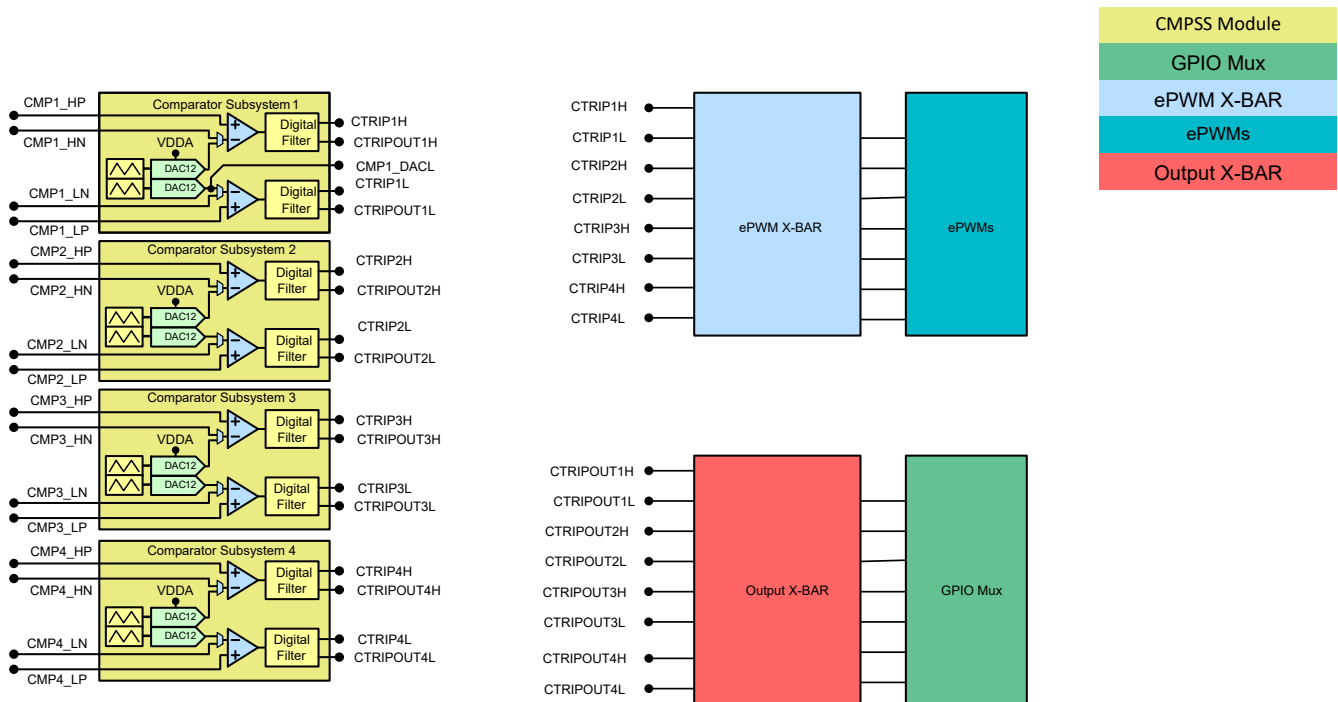 CMPSS Module
GPIO Mux
ePWM X-BAR
ePWMs
Output X-BAR
CMP1_HP
CMP1_HN
CMP1_LN
CMP1_LP
Comparator Subsystem 1
VDDA
DAC12
DAC12
Digital
Filter
Digital
Filter
CTRIP1H
CTRIPOUT1H
CMP1_DACL
CTRIP1L
CTRIPOUT1L
CMP2_HP
CMP2_HN
CMP2_LN
CMP2_LP
Comparator Subsystem 2
VDDA
DAC12
DAC12
Digital
Filter
Digital
Filter
CTRIP2H
CTRIPOUT2H
CTRIP2L
CTRIPOUT2L
CMP3_HP
CMP3_HN
CMP3_LN
CMP3_LP
Comparator Subsystem 3
VDDA
DAC12
DAC12
Digital
Filter
Digital
Filter
CTRIP3H
CTRIPOUT3H
CTRIP3L
CTRIPOUT3L
CMP4_HP
CMP4_HN
CMP4_LN
CMP4_LP
Comparator Subsystem 4
VDDA
DAC12
DAC12
Digital
Filter
Digital
Filter
CTRIP4H
CTRIPOUT4H
CTRIP4L
CTRIPOUT4L
CTRIP1H
CTRIP1L
CTRIP2H
CTRIP2L
CTRIP3H
CTRIP3L
CTRIP4H
CTRIP4L
ePWM X-BAR
ePWMs
CTRIPOUT1H
CTRIPOUT1L
CTRIPOUT2H
CTRIPOUT2L
CTRIPOUT3H
CTRIPOUT3L
CTRIPOUT4H
CTRIPOUT4L
Output X-BAR
GPIO Mux